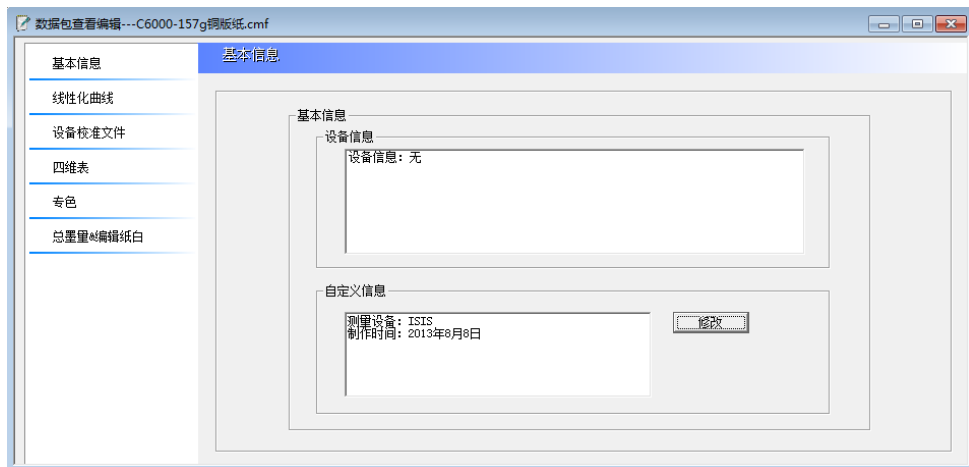 数据包查看编辑---C6000-157g铜版纸.cmf
基本信息
线性化曲线
设备校准文件
四维表
专色
总墨量&编辑纸白
基本信息
基本信息
设备信息
设备信息：无
自定义信息
测量设备：ISIS
制作时间：2013年8月8日
修改